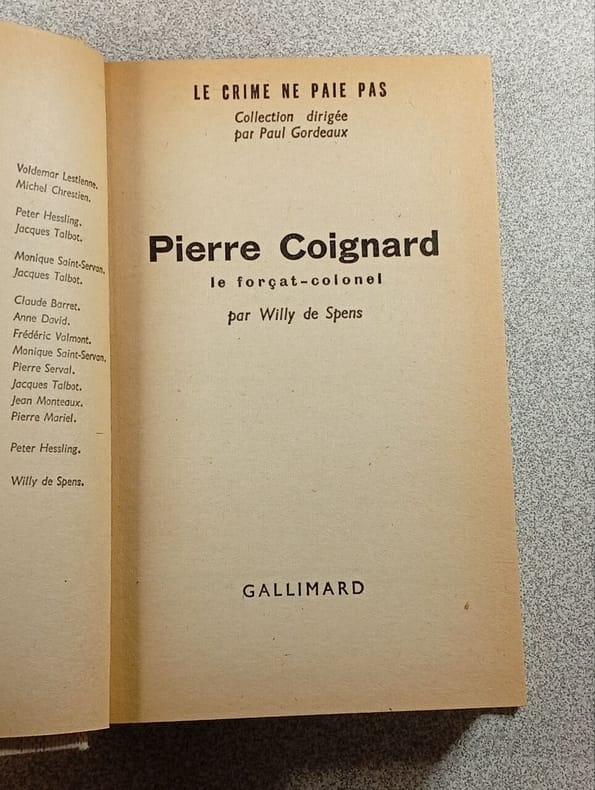 Voldemar Lestienne.
Michel Chrestien.
Peter Hessling.
Jacques Talbot.
Monique Saint-Servan.
Jacques Talbot.
Claude Barret.
Anne David.
Frédéric Valmont.
Monique Saint-Servan.
Pierre Serval.
Jacques Talbot.
Jean Monteaux.
Pierre Mariel.
Peter Hessling.
Willy de Spens.
LE CRIME NE PAIE PAS
Collection dirigée
par Paul Gordeaux
Pierre Coignard
le forçat-colonel
par Willy de Spens
GALLIMARD